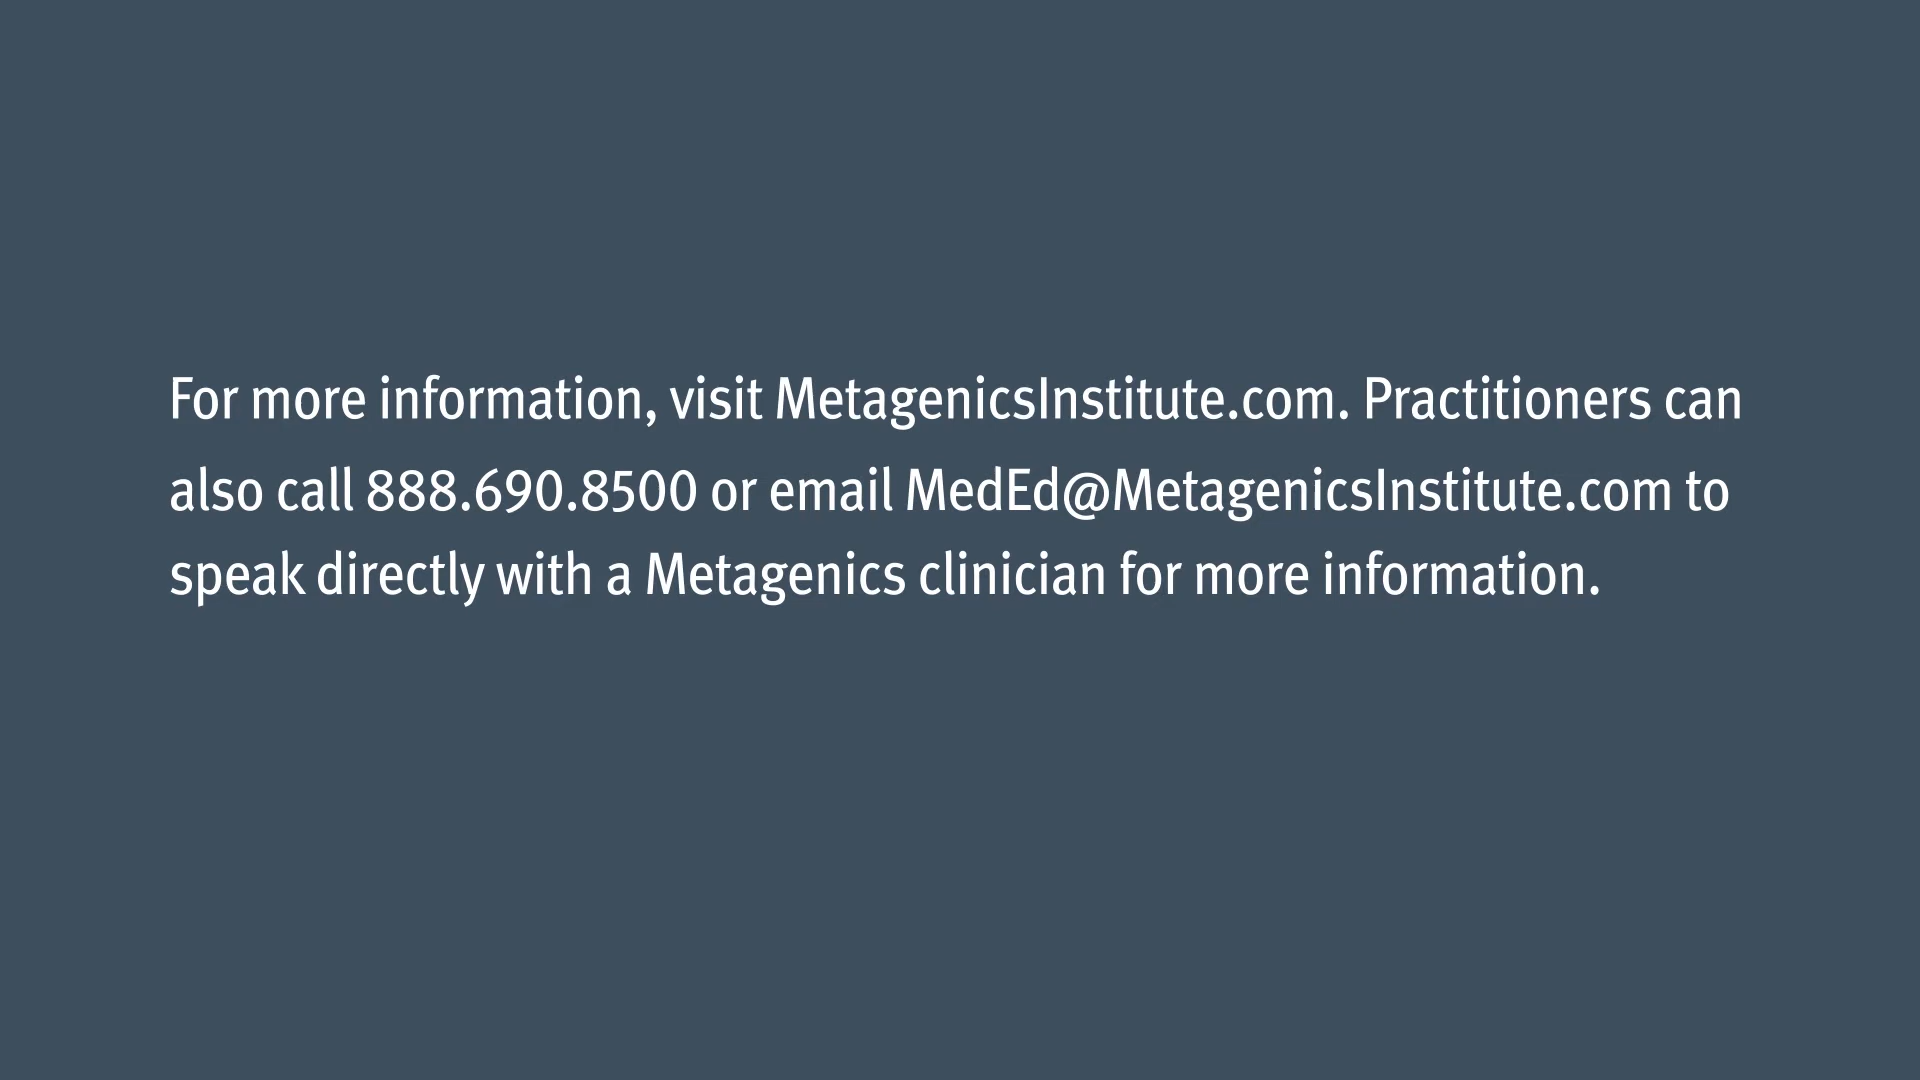 For more information, visit MetagenicsInstitute.com. Practitioners can
also call 888.690.8500 or email MedEd@MetagenicsInstitute.com to
speak directly with a Metagenics clinician for more information.